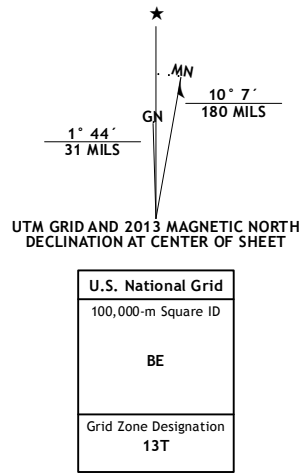 ★
MN
GN
10° 7´
180 MILS
1° 44´
31 MILS
UTM GRID AND 2013 MAGNETIC NORTH
DECLINATION AT CENTER OF SHEET
U.S. National Grid
100,000-m Square ID
BE
Grid Zone Designation
13T